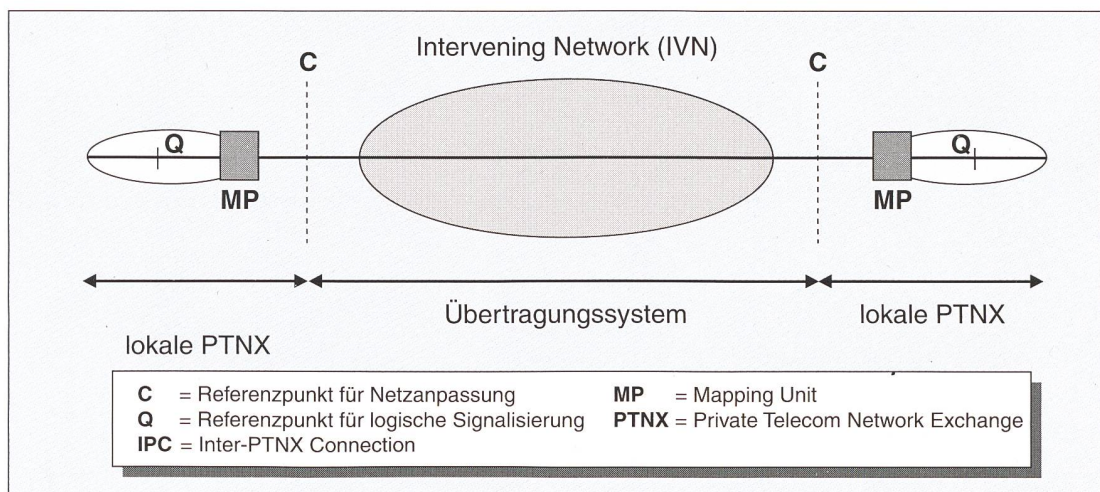 Intervening Network (IVN)
C
C
Q
Q
MP
MP
Übertragungssystem
lokale PTNX
lokale PTNX
C = Referenzpunkt für Netzanpassung
Q = Referenzpunkt für logische Signalisierung
IPC = Inter-PTNX Connection
MP = Mapping Unit
PTNX = Private Telecom Network Exchange